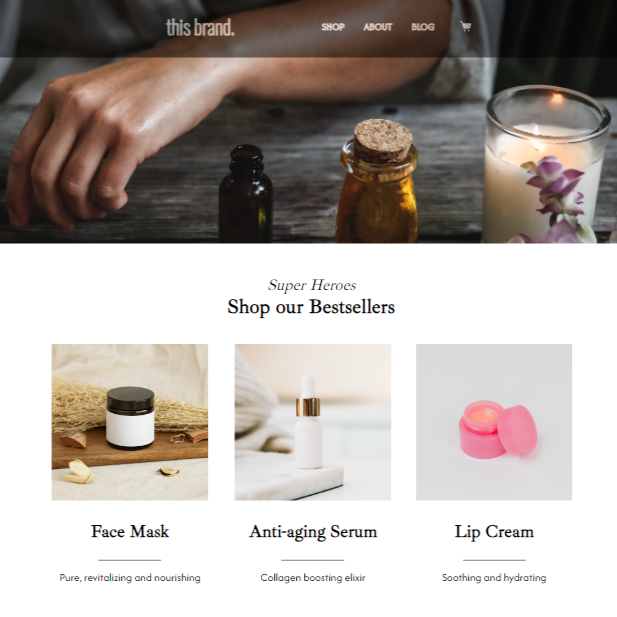 this brand.
SHOP ABOUT BLOG
Super Heroes
Shop our Bestsellers
Face Mask
Anti-aging Serum
Lip Cream
Pure, revitalizing and nourishing
Collagen boosting elixir
Soothing and hydrating